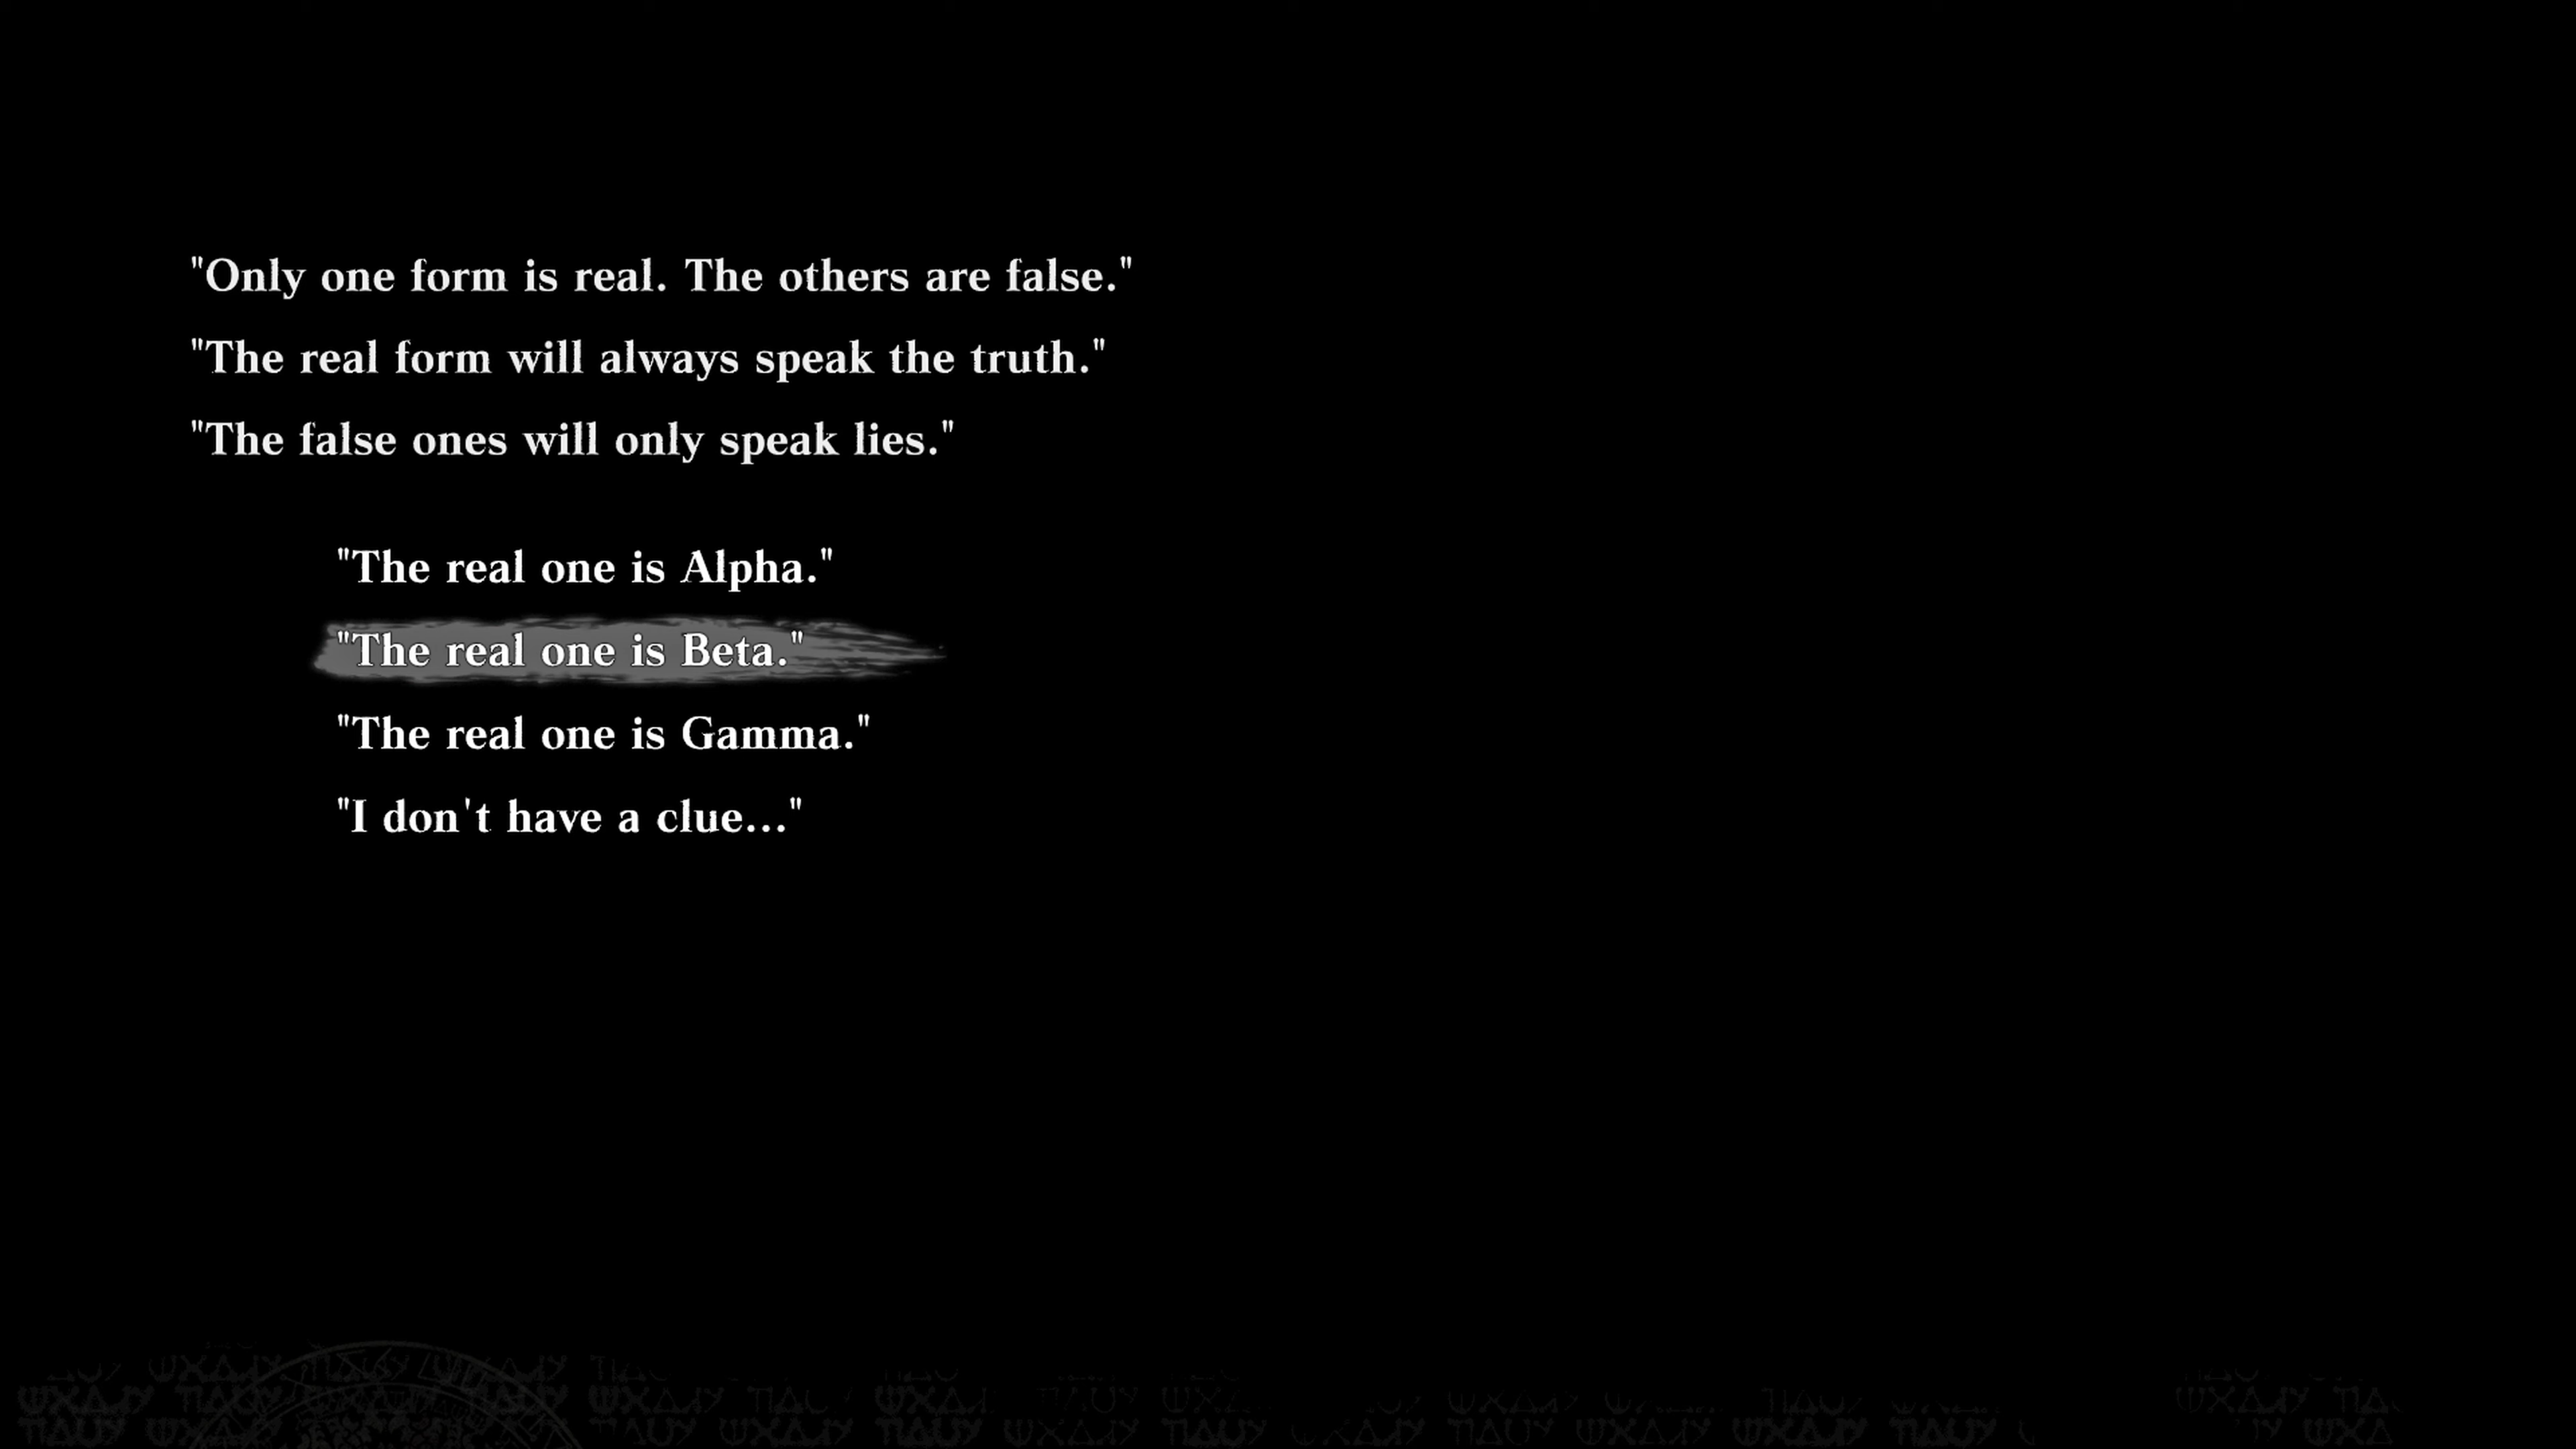 "Only one form is real. The others are false."
"The real form will always speak the truth."
"The false ones will only speak lies."
"The real one is Alpha."
"The real one is Beta."
"The real one is Gamma."
"I don't have a clue..."